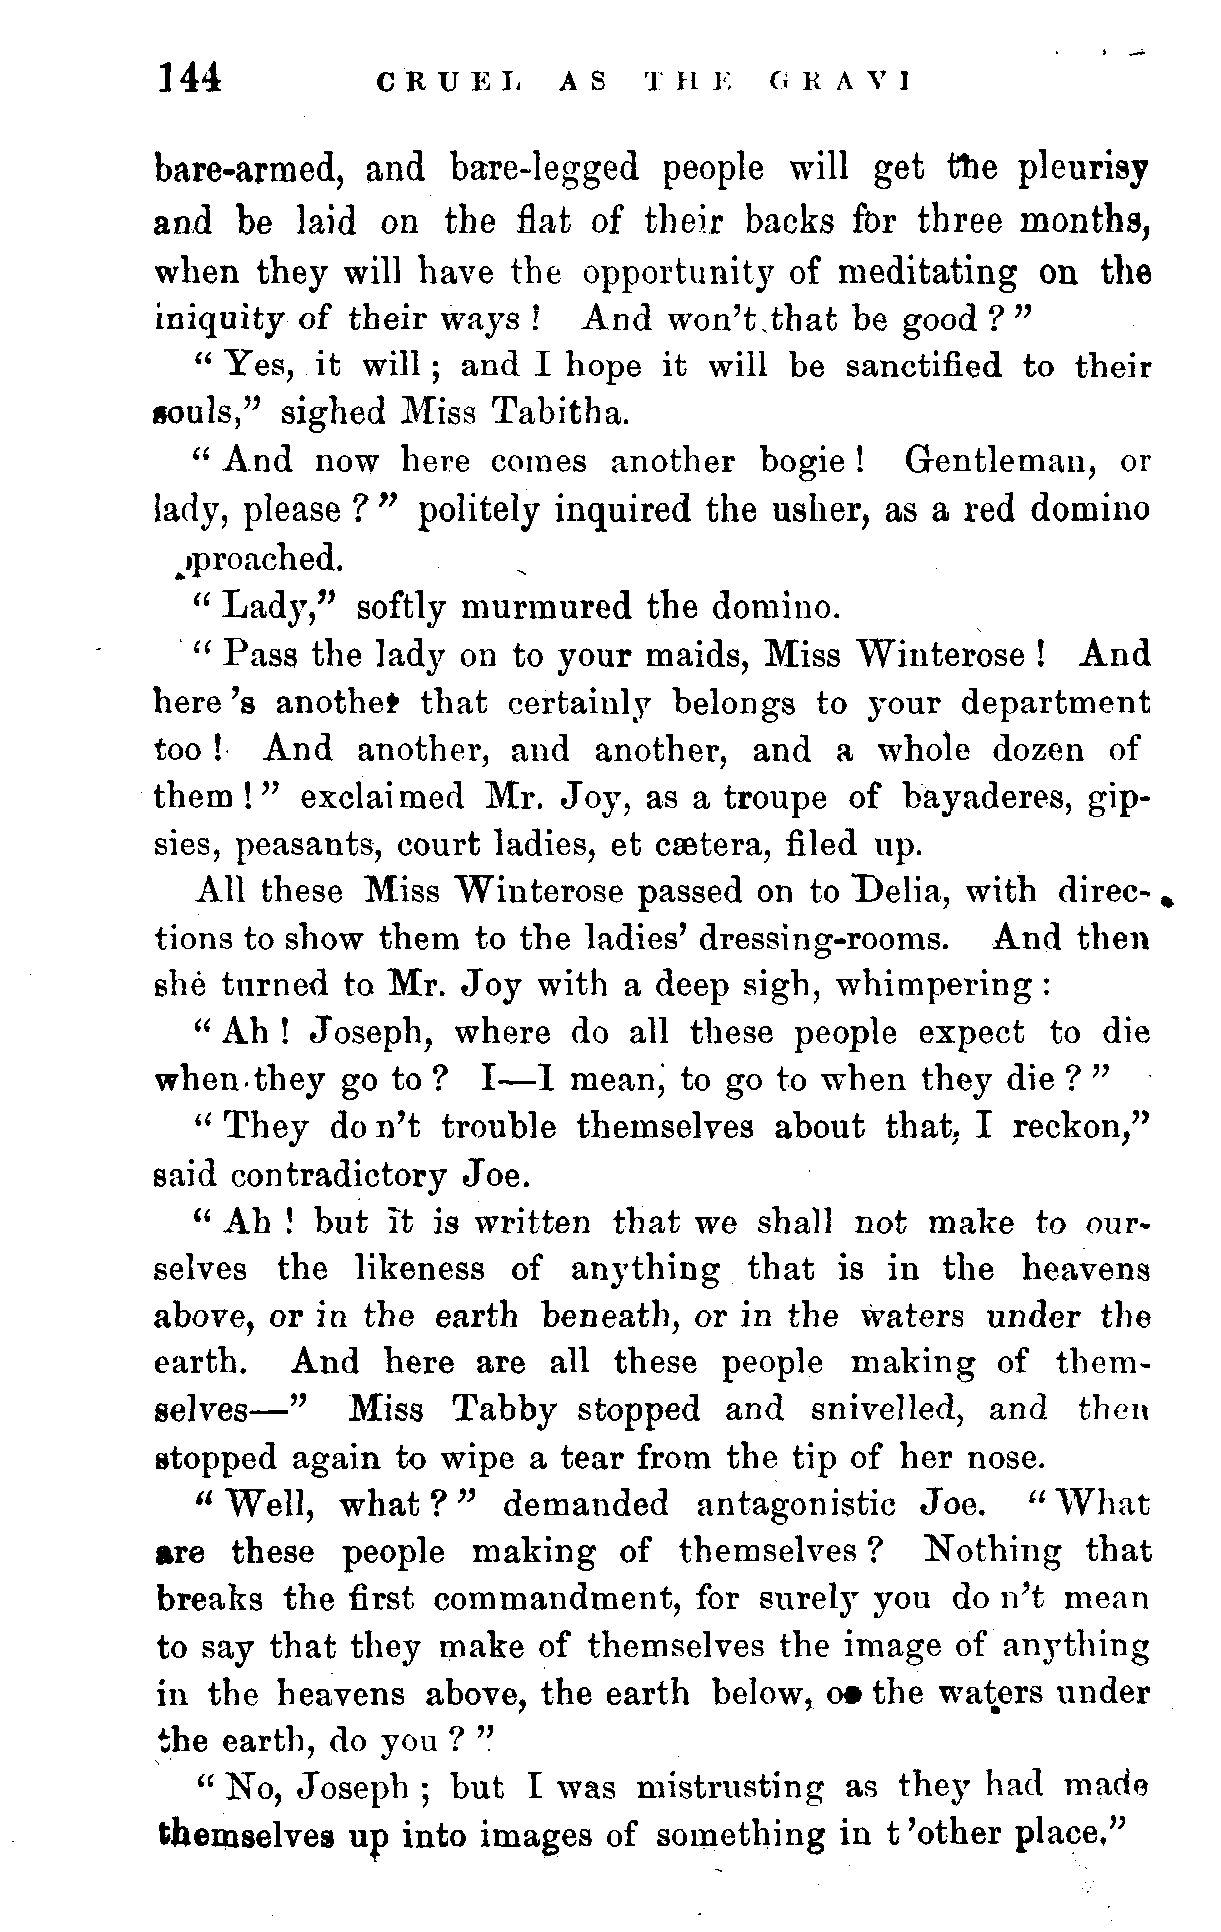 144 CRUEL AS THE GRAVE
bare-armed, and bare-legged people will get the pleurisy
and be laid on the flat of their backs for three months,
when they will have the opportunity of meditating on the
iniquity of their ways ! And won't that be good ? "
" Yes, it will ; and I hope it will be sanctified to their
souls," sighed Miss Tabitha.
" And now here comes another bogie ! Gentleman, or
lady, please ? " politely inquired the usher, as a red domino
approached.
" Lady," softly murmured the domino.
" Pass the lady on to your maids, Miss Winterose ! And
here 's another that certainly belongs to your department
too ! And another, and another, and a whole dozen of
them ! " exclaimed Mr. Joy, as a troupe of bayaderes, gip-
sies, peasants, court ladies, et cætera, filed up.
All these Miss Winterose passed on to Delia, with direc-
tions to show them to the ladies' dressing-rooms. And then
she turned to Mr. Joy with a deep sigh, whimpering :
" Ah ! Joseph, where do all these people expect to die
when they go to ? I—I mean, to go to when they die ? "
" They do n't trouble themselves about that, I reckon,"
said contradictory Joe.
" Ah ! but it is written that we shall not make to our-
selves the likeness of anything that is in the heavens
above, or in the earth beneath, or in the waters under the
earth. And here are all these people making of them-
selves—" Miss Tabby stopped and snivelled, and then
stopped again to wipe a tear from the tip of her nose.
" Well, what ? " demanded antagonistic Joe. " What
are these people making of themselves ? Nothing that
breaks the first commandment, for surely you do n't mean
to say that they make of themselves the image of anything
in the heavens above, the earth below, or the waters under
the earth, do you ? "
" No, Joseph ; but I was mistrusting as they had made
themselves up into images of something in t 'other place."